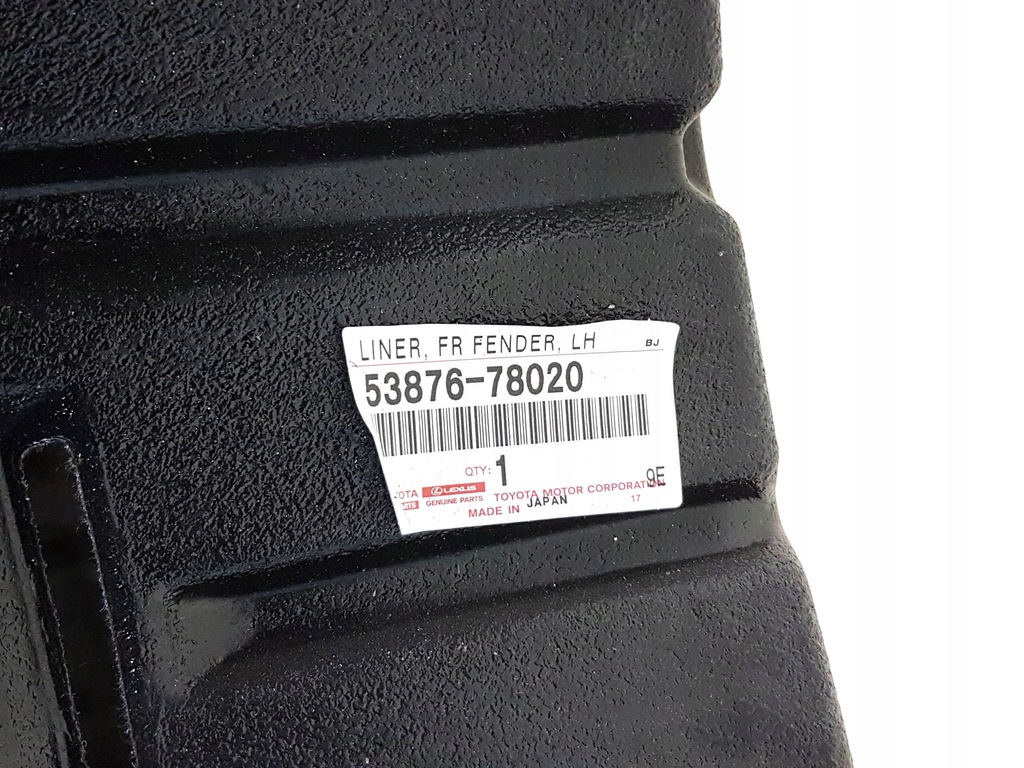 LINER, FR FENDER, LH BJ
53876-78020
QTY: 1 9E
LEXUS
GENUINE PARTS TOYOTA MOTOR CORPORATION
MADE IN JAPAN 17